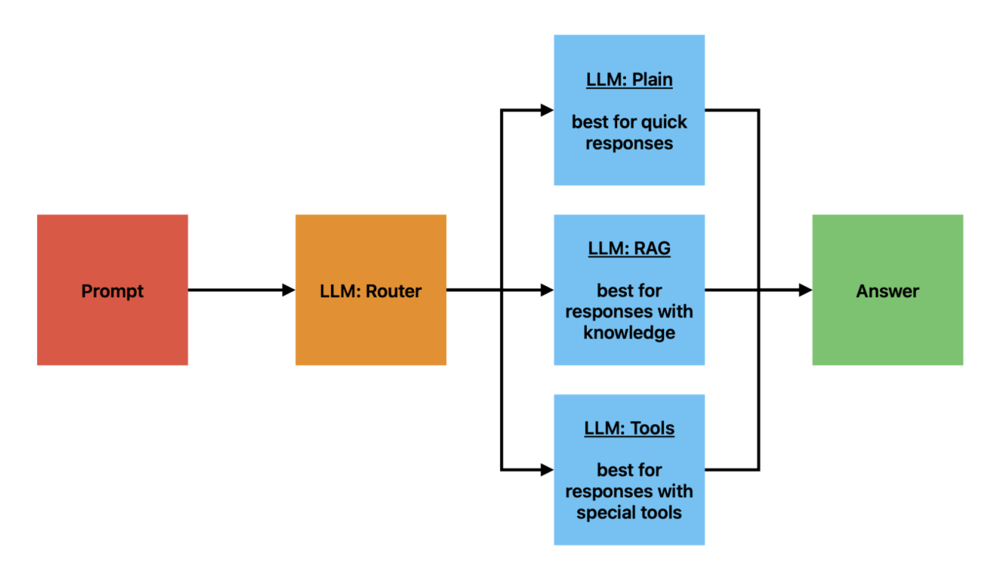 Prompt
LLM: Router
LLM: Plain
best for quick
responses
LLM: RAG
best for
responses with
knowledge
LLM: Tools
best for
responses with
special tools
Answer